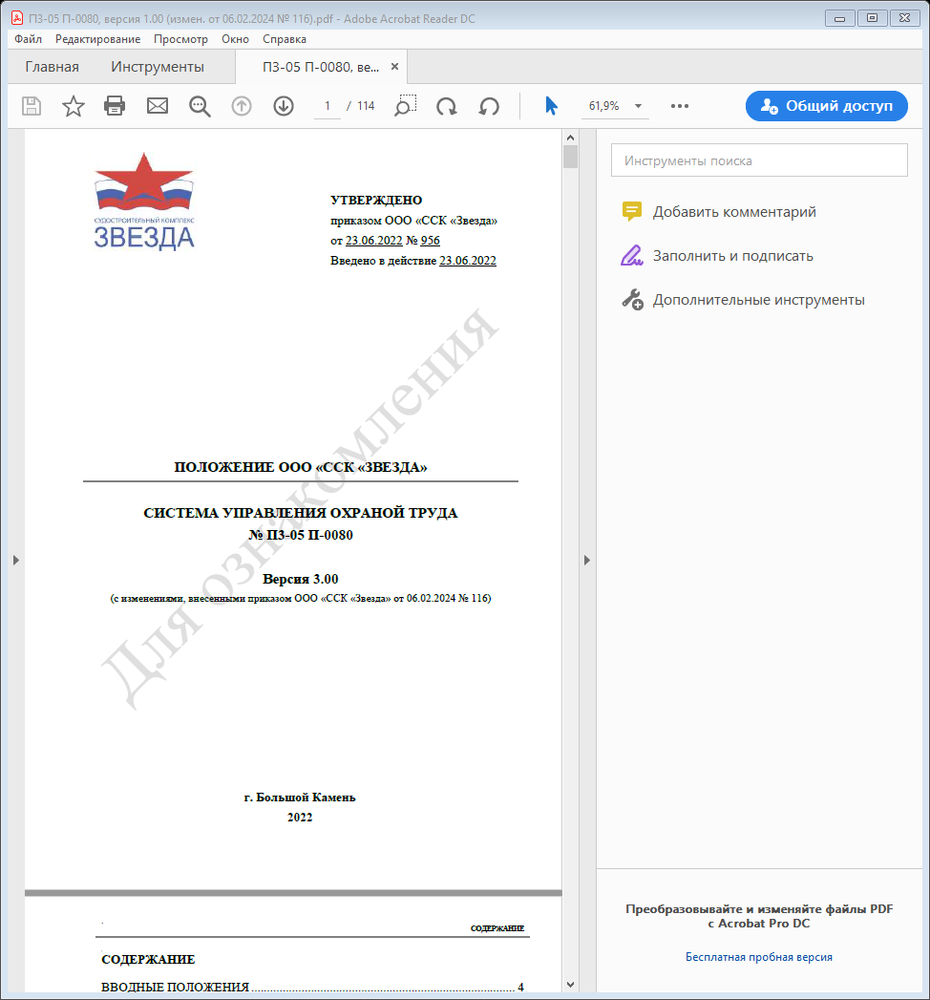 ПЗ-05 П-0080, версия 1.00 (измен. от 06.02.2024 № 116).pdf - Adobe Acrobat Reader DC
Файл Редактирование Просмотр Окно Справка
Главная Инструменты ПЗ-05 П-0080, ве... ×
1 / 114 61,9% Общий доступ
СУДОСТРОИТЕЛЬНЫЙ КОМПЛЕКС
ЗВЕЗДА
УТВЕРЖДЕНО
приказом ООО «ССК «Звезда»
от 23.06.2022 № 956
Введено в действие 23.06.2022
Для ознакомления
ПОЛОЖЕНИЕ ООО «ССК «ЗВЕЗДА»
СИСТЕМА УПРАВЛЕНИЯ ОХРАНОЙ ТРУДА
№ ПЗ-05 П-0080
Версия 3.00
(с изменениями, внесенными приказом ООО «ССК «Звезда» от 06.02.2024 № 116)
г. Большой Камень
2022
СОДЕРЖАНИЕ
СОДЕРЖАНИЕ
ВВОДНЫЕ ПОЛОЖЕНИЯ ........................................ 4
Инструменты поиска
Добавить комментарий
Заполнить и подписать
Дополнительные инструменты
Преобразовывайте и изменяйте файлы PDF
с Acrobat Pro DC
Бесплатная пробная версия